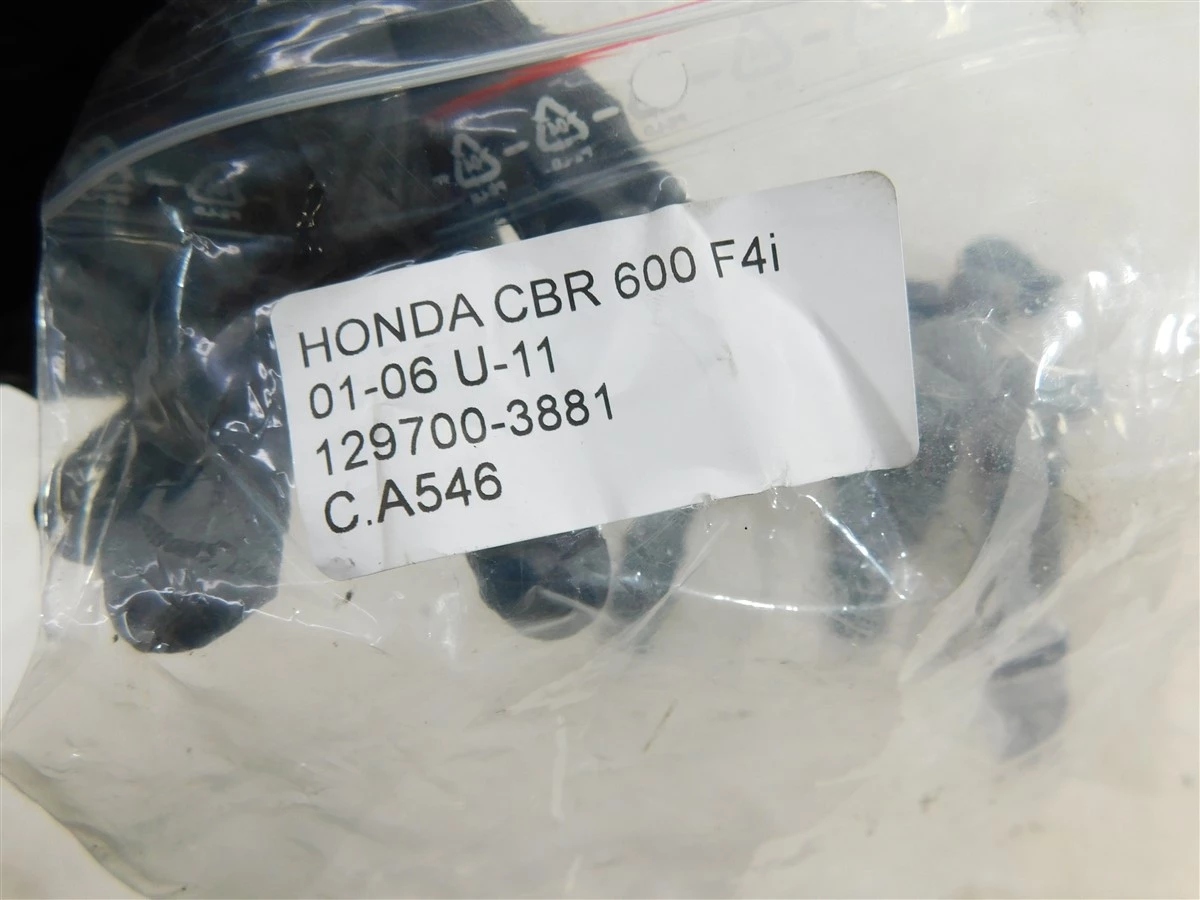 HONDA CBR 600 F4i
01-06 U-11
129700-3881
C.A546